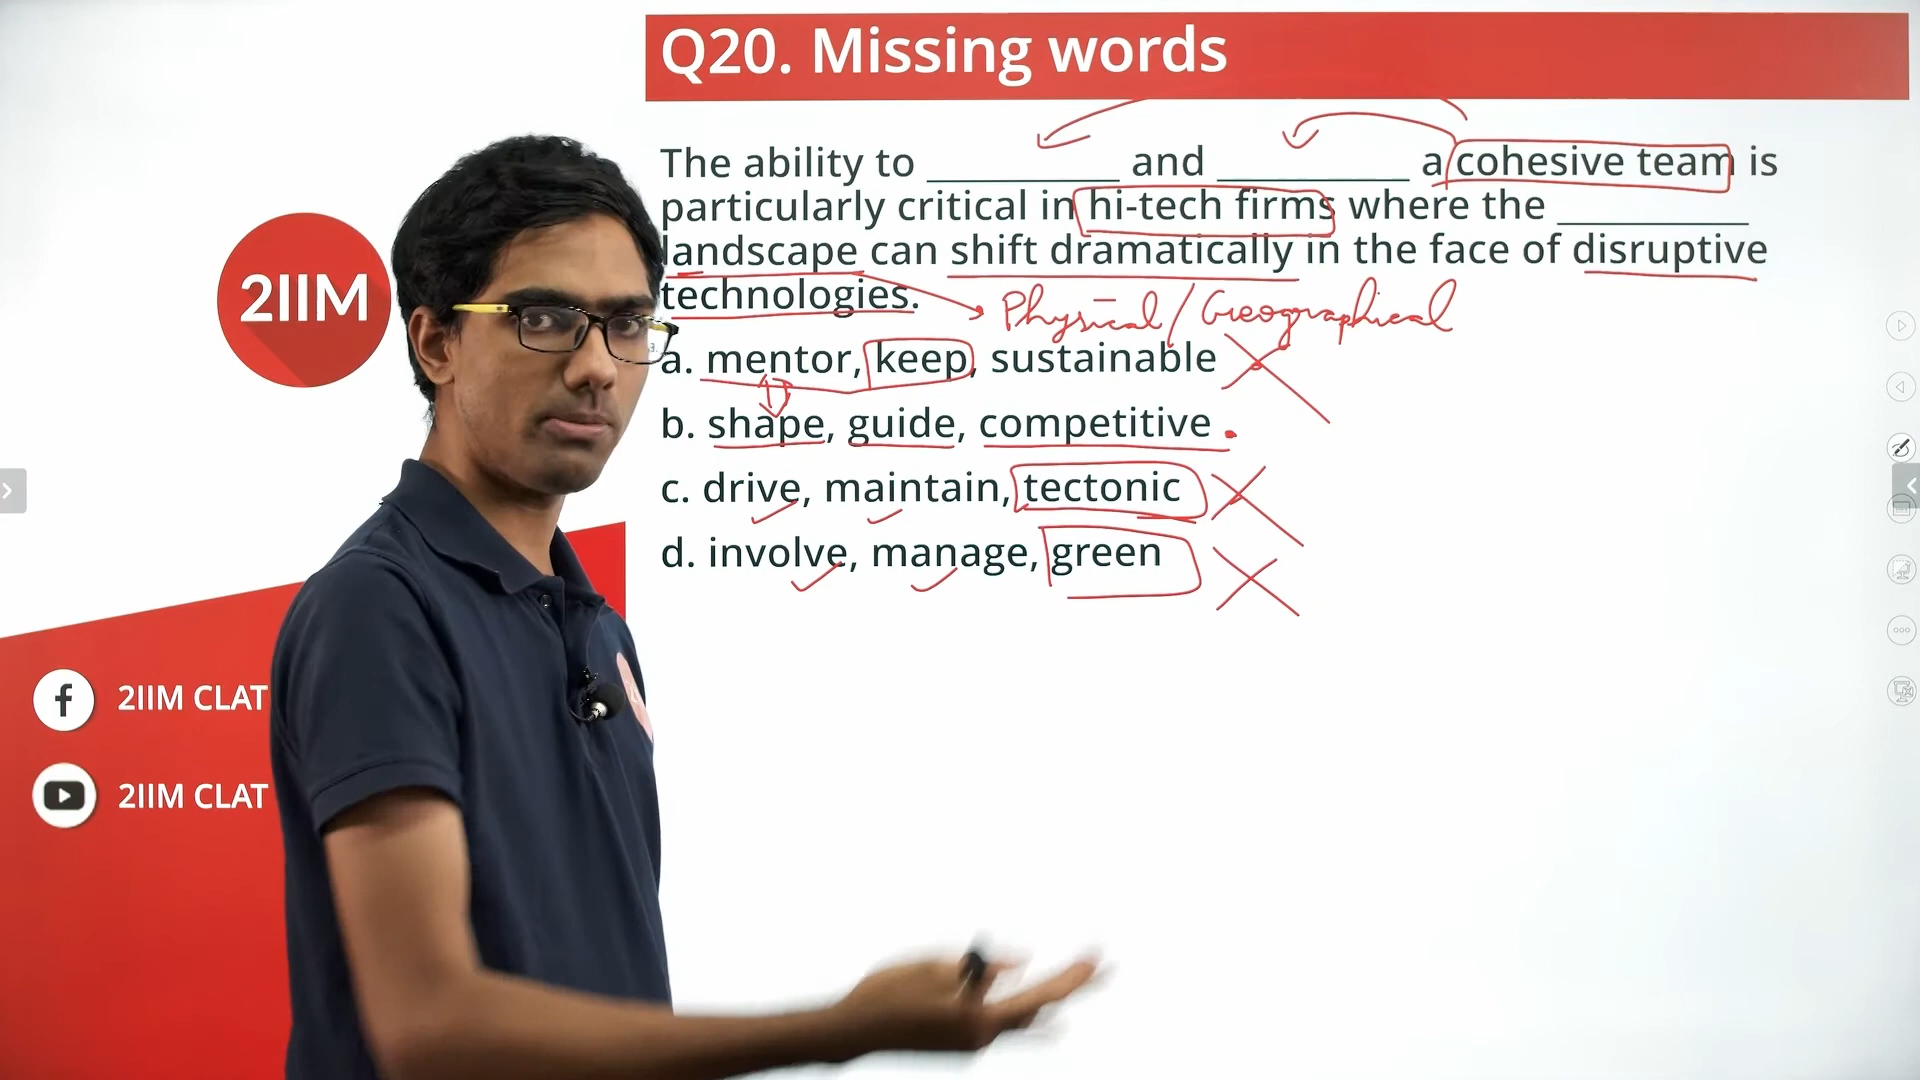 Q20. Missing words
The ability to __________ and __________ a cohesive team is
particularly critical in hi-tech firms where the __________
landscape can shift dramatically in the face of disruptive
technologies.
Physical / Geographical
a. mentor, keep, sustainable
b. shape, guide, competitive
c. drive, maintain, tectonic
d. involve, manage, green
2IIM
2IIM CLAT
2IIM CLAT